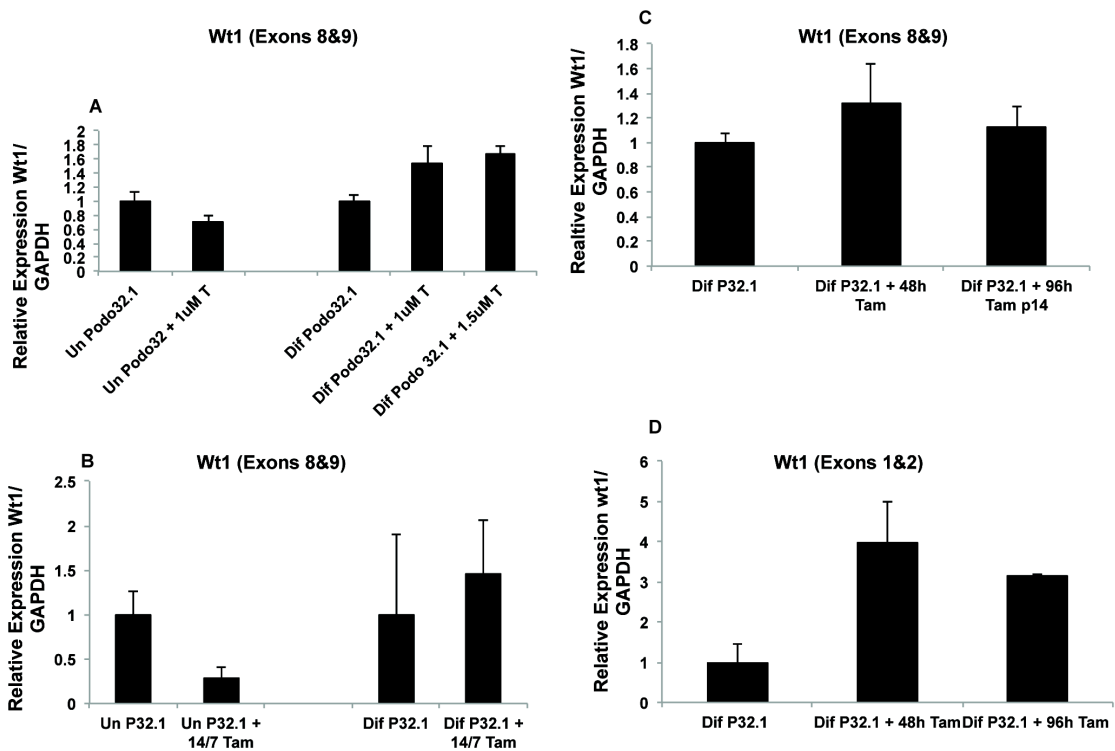 A
Wt1 (Exons 8&9)
Relative Expression Wt1/
GAPDH
2
1.8
1.6
1.4
1.2
1
0.8
0.6
0.4
0.2
0
Un Podo32.1
Un Podo32 + 1uM T
Dif Podo32.1
Dif Podo32.1 + 1uM T
Dif Podo 32.1 + 1.5uM T
B
Wt1 (Exons 8&9)
Relative Expression Wt1/
GAPDH
2.5
2
1.5
1
0.5
0
Un P32.1
Un P32.1 +
14/7 Tam
Dif P32.1
Dif P32.1 +
14/7 Tam
C
Wt1 (Exons 8&9)
Realtive Expression Wt1/
GAPDH
1.8
1.6
1.4
1.2
1
0.8
0.6
0.4
0.2
0
Dif P32.1
Dif P32.1 + 48h
Tam
Dif P32.1 + 96h
Tam p14
D
Wt1 (Exons 1&2)
Relative Expression wt1/
GAPDH
6
5
4
3
2
1
0
Dif P32.1
Dif P32.1 + 48h Tam
Dif P32.1 + 96h Tam